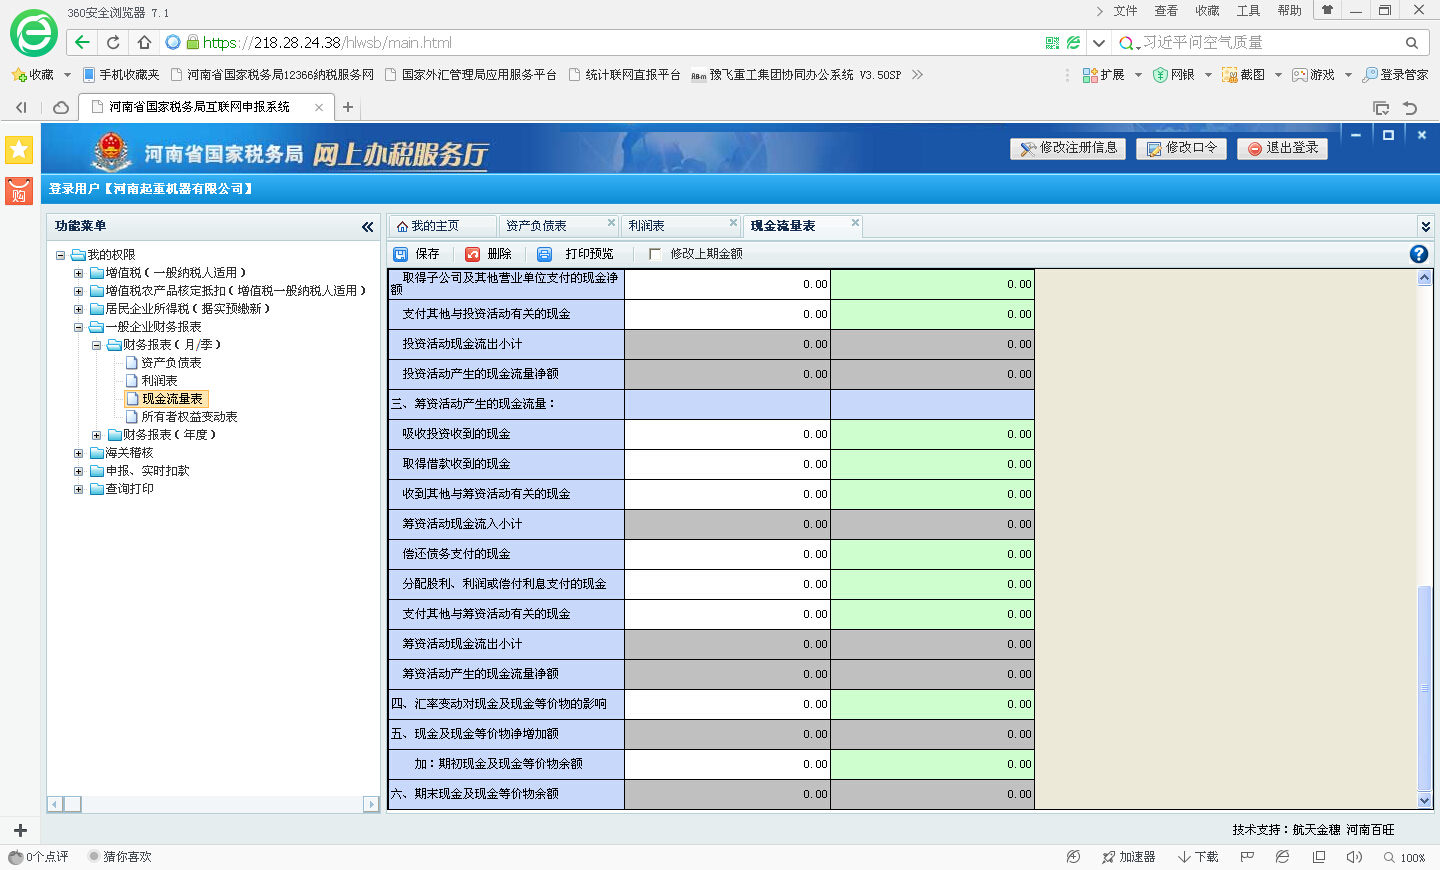 360安全浏览器 7.1
文件 查看 收藏 工具 帮助
https://218.28.24.38/hlwsb/main.html
习近平问空气质量
收藏 手机收藏夹 河南省国家税务局12366纳税服务网 国家外汇管理局应用服务平台 统计联网直报平台 豫飞重工集团协同办公系统 V3.50SP
扩展 网银 截图 游戏 登录管家
河南省国家税务局互联网申报系统
河南省国家税务局 网上办税服务厅
修改注册信息 修改口令 退出登录
购
登录用户【河南起重机器有限公司】
功能菜单
我的权限
增值税（一般纳税人适用）
增值税农产品核定抵扣（增值税一般纳税人适用）
居民企业所得税（据实预缴新）
一般企业财务报表
财务报表（月/季）
资产负债表
利润表
现金流量表
所有者权益变动表
财务报表（年度）
海关稽核
申报、实时扣款
查询打印
我的主页 资产负债表 利润表 现金流量表
保存 删除 打印预览 修改上期金额
取得子公司及其他营业单位支付的现金净额 0.00 0.00
支付其他与投资活动有关的现金 0.00 0.00
投资活动现金流出小计 0.00 0.00
投资活动产生的现金流量净额 0.00 0.00
三、筹资活动产生的现金流量：
吸收投资收到的现金 0.00 0.00
取得借款收到的现金 0.00 0.00
收到其他与筹资活动有关的现金 0.00 0.00
筹资活动现金流入小计 0.00 0.00
偿还债务支付的现金 0.00 0.00
分配股利、利润或偿付利息支付的现金 0.00 0.00
支付其他与筹资活动有关的现金 0.00 0.00
筹资活动现金流出小计 0.00 0.00
筹资活动产生的现金流量净额 0.00 0.00
四、汇率变动对现金及现金等价物的影响 0.00 0.00
五、现金及现金等价物净增加额 0.00 0.00
加：期初现金及现金等价物余额 0.00 0.00
六、期末现金及现金等价物余额 0.00 0.00
技术支持：航天金穗 河南百旺
0个点评 猜你喜欢
加速器 下载 100%